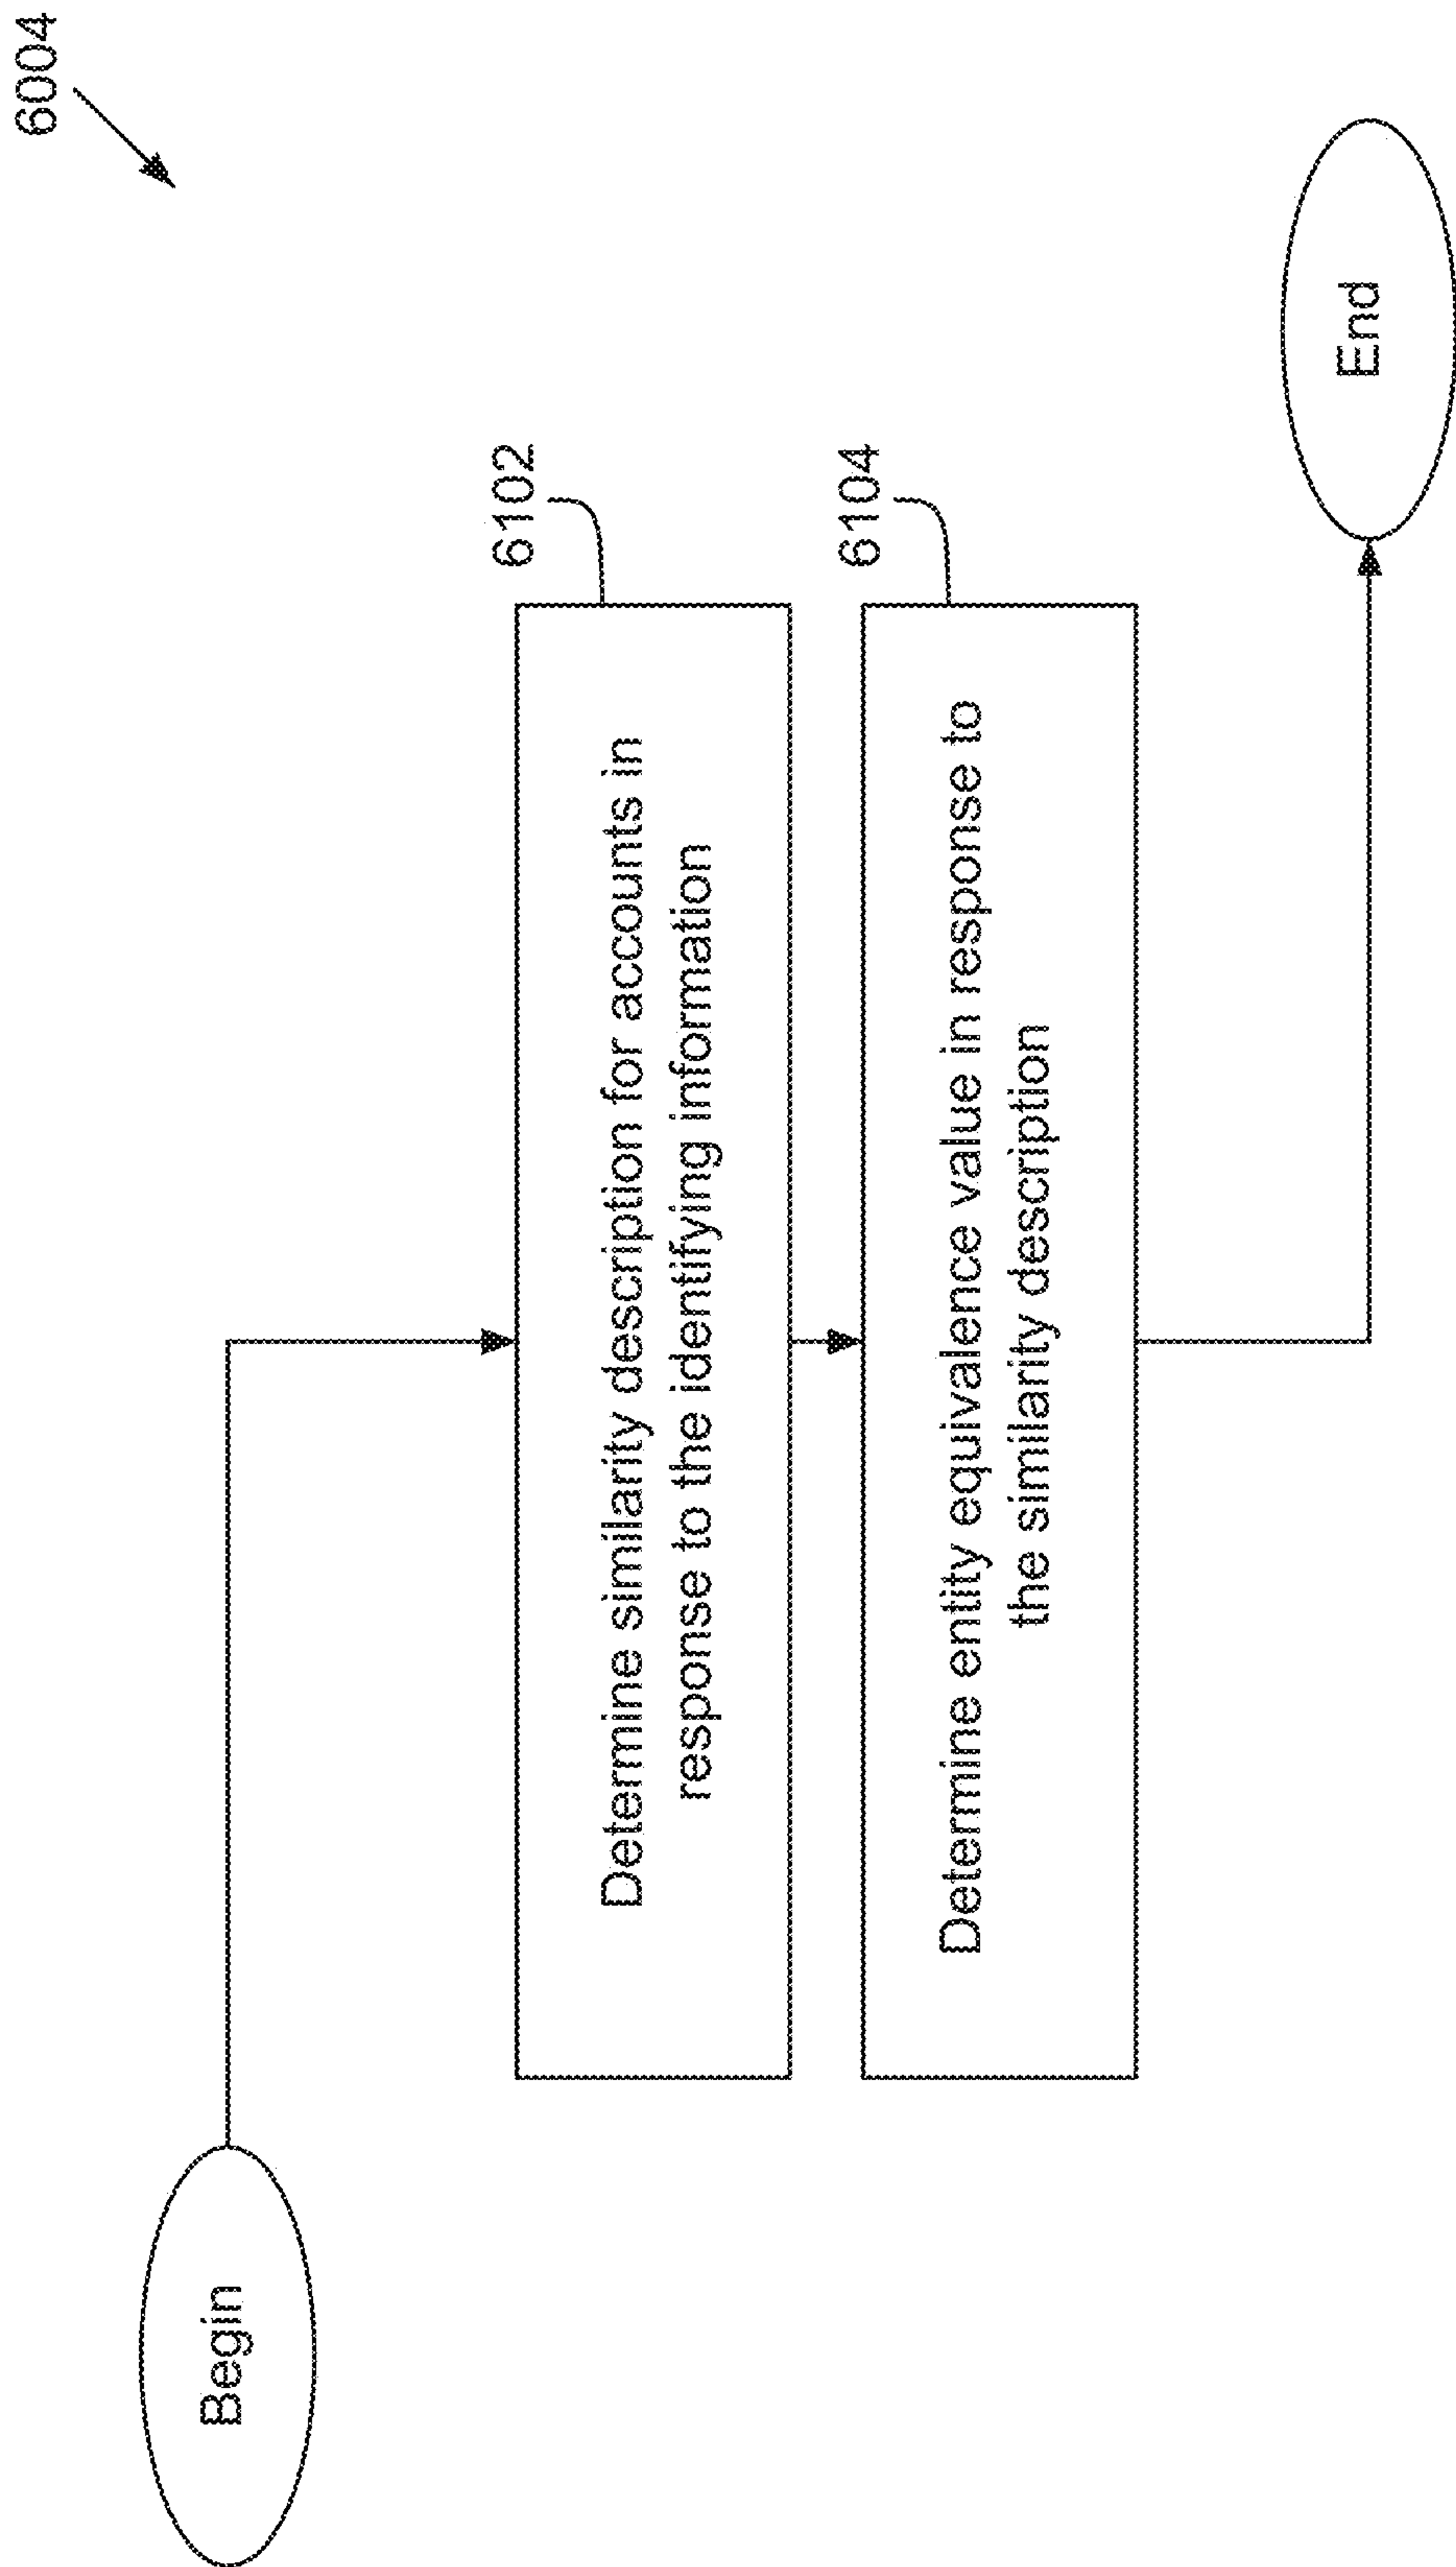 6004
Begin
6102
Determine similarity description for accounts in
response to the identifying information
6104
Determine entity equivalence value in response to
the similarity description
End